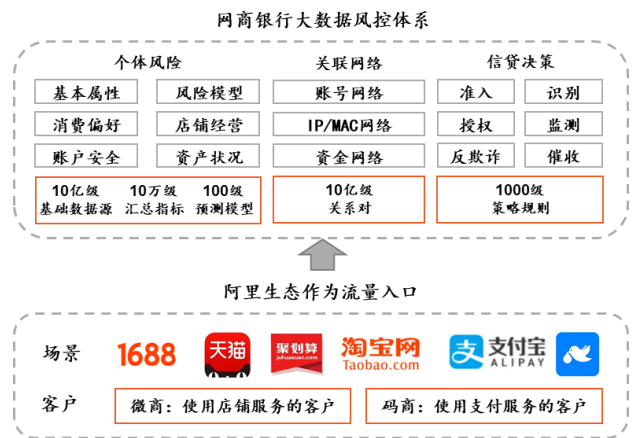 网商银行大数据风控体系
个体风险 关联网络 信贷决策
基本属性 风险模型 账号网络 准入 识别
消费偏好 店铺经营 IP/MAC网络 授权 监测
账户安全 资产状况 资金网络 反欺诈 催收
10亿级 10万级 100级 10亿级 1000级
基础数据源 汇总指标 预测模型 关系对 策略规则
阿里生态作为流量入口
场景 1688 天猫 聚划算 juhuasuan.com 淘宝网 Taobao.com 支 支付宝 ALIPAY
客户 微商：使用店铺服务的客户 码商：使用支付服务的客户